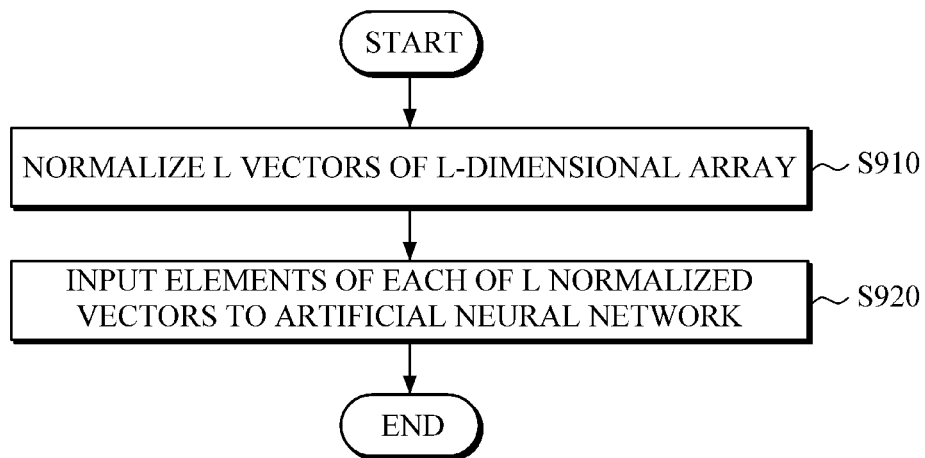 START
NORMALIZE L VECTORS OF L-DIMENSIONAL ARRAY
S910
INPUT ELEMENTS OF EACH OF L NORMALIZED
VECTORS TO ARTIFICIAL NEURAL NETWORK
S920
END